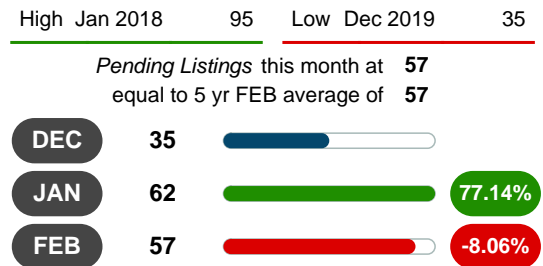 High Jan 2018 95 Low Dec 2019 35
Pending Listings this month at 57
equal to 5 yr FEB average of 57
DEC 35
JAN 62 77.14%
FEB 57 -8.06%